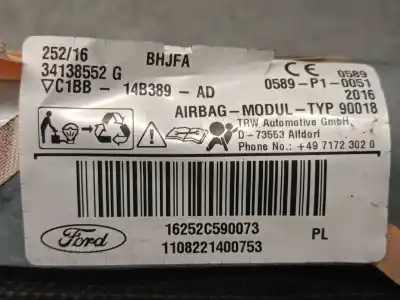 252/16 BHJFA
34138552 G CE 0589
▽C1BB - 14B389 - AD 0589-P1-0051
2016
AIRBAG-MODUL-TYP 90018
TRW Automotive GmbH
D - 73553 Alfdorf
Phone No.: +49 7172 302 0
Ford
16252C590073 PL
1108221400753